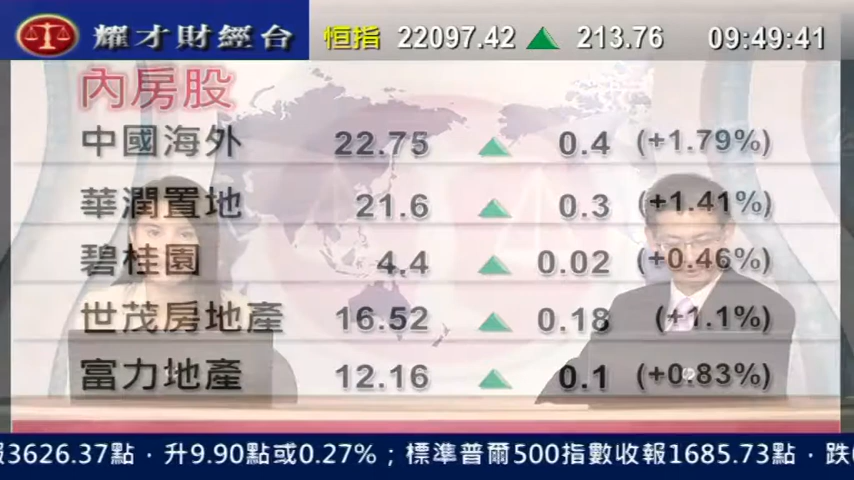 耀才財經台 恒指 22097.42 ▲ 213.76 09:49:41
內房股
中國海外 22.75 ▲ 0.4 (+1.79%)
華潤置地 21.6 ▲ 0.3 (+1.41%)
碧桂園 4.4 ▲ 0.02 (+0.46%)
世茂房地產 16.52 ▲ 0.18 (+1.1%)
富力地產 12.16 ▲ 0.1 (+0.83%)
3626.37點，升9.90點或0.27%；標準普爾500指數收報1685.73點，跌